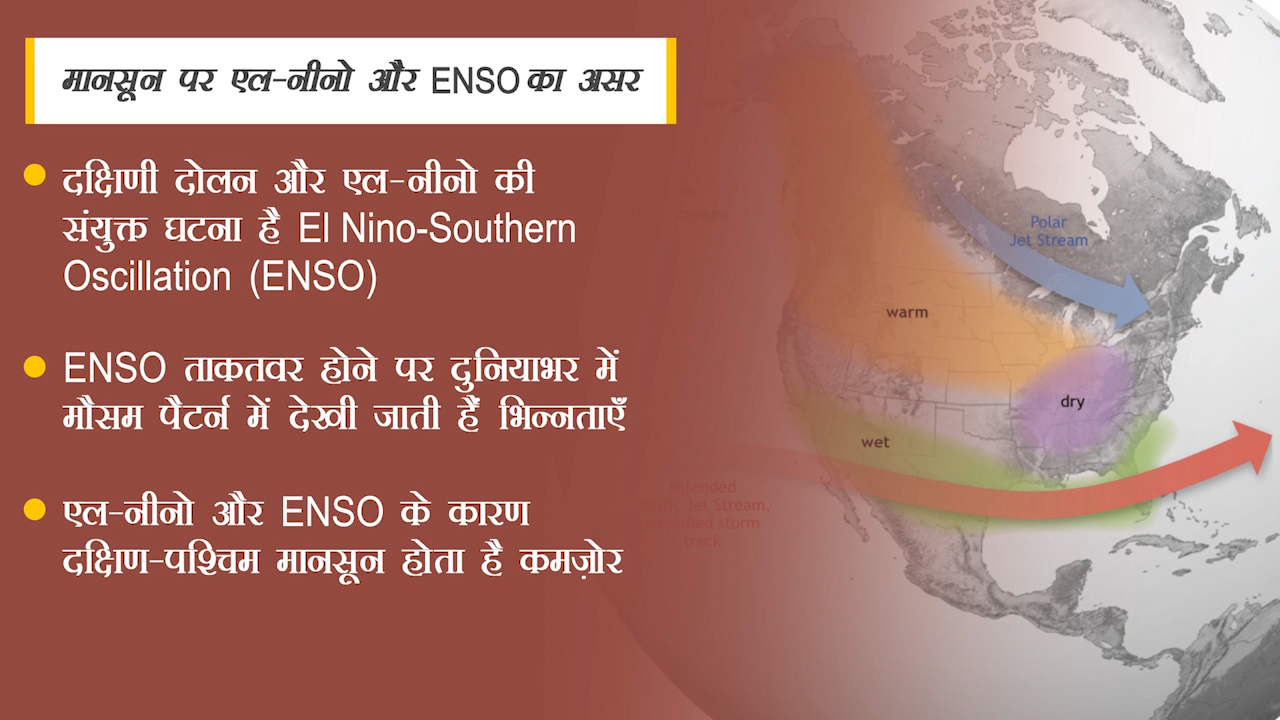 मानसून पर एल-नीनो और ENSO का असर
दक्षिणी दोलन और एल-नीनो की
संयुक्त घटना है El Nino-Southern
Oscillation (ENSO)
ENSO ताकतवर होने पर दुनियाभर में
मौसम पैटर्न में देखी जाती हैं भिन्नताएँ
एल-नीनो और ENSO के कारण
दक्षिण-पश्चिम मानसून होता है कमज़ोर
Polar
Jet Stream
warm
dry
wet
extended
Jet Stream,
storm
track